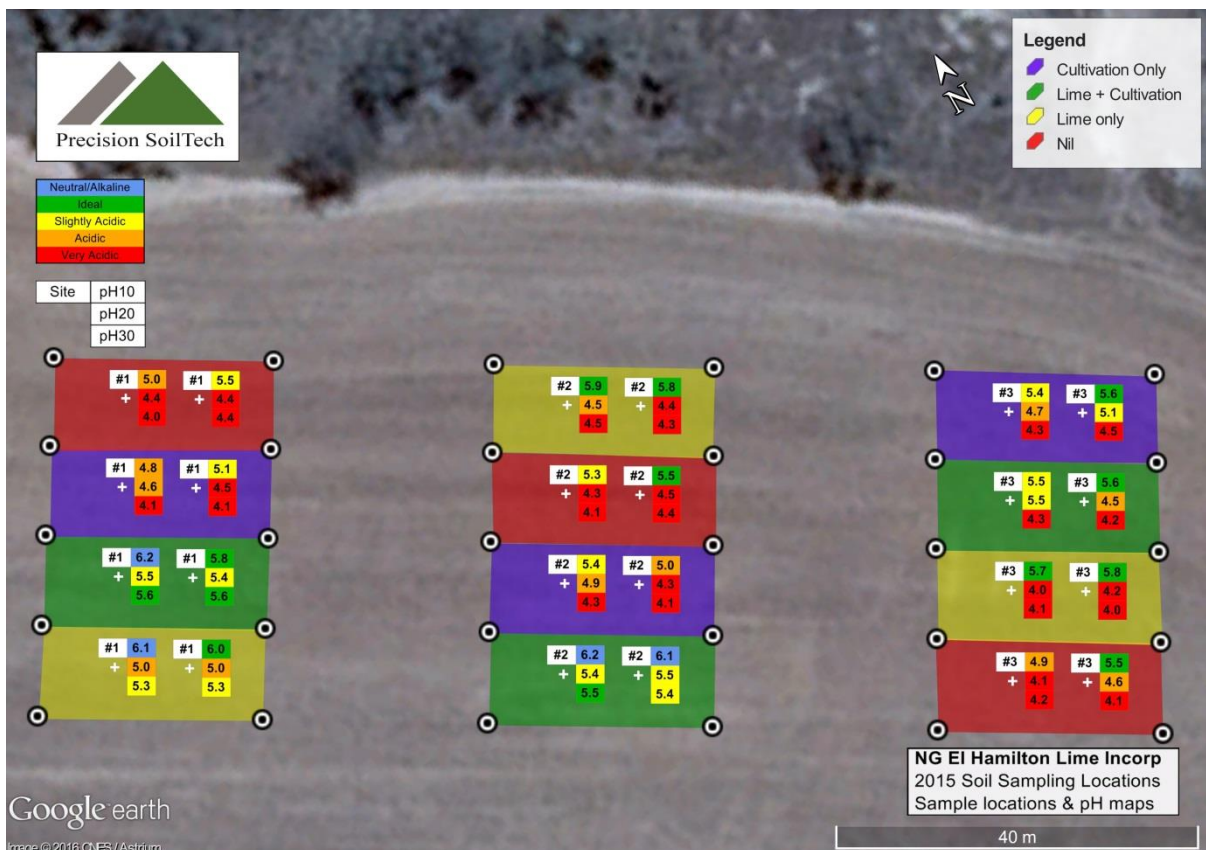 Precision SoilTech
Neutral/Alkaline
Ideal
Slightly Acidic
Acidic
Very Acidic
Site pH10
pH20
pH30
N
Legend
Cultivation Only
Lime + Cultivation
Lime only
Nil
#1 5.0 #1 5.5
+ 4.4 + 4.4
4.0 4.4
#1 4.8 #1 5.1
+ 4.6 + 4.5
4.1 4.1
#1 6.2 #1 5.8
+ 5.5 + 5.4
5.6 5.6
#1 6.1 #1 6.0
+ 5.0 + 5.0
5.3 5.3
#2 5.9 #2 5.8
+ 4.5 + 4.4
4.5 4.3
#2 5.3 #2 5.5
+ 4.3 + 4.5
4.1 4.4
#2 5.4 #2 5.0
+ 4.9 + 4.3
4.3 4.1
#2 6.2 #2 6.1
+ 5.4 + 5.5
5.5 5.4
#3 5.4 #3 5.6
+ 4.7 + 5.1
4.3 4.5
#3 5.5 #3 5.6
+ 5.5 + 4.5
4.3 4.2
#3 5.7 #3 5.8
+ 4.0 + 4.2
4.1 4.0
#3 4.9 #3 5.5
+ 4.1 + 4.6
4.2 4.1
NG EI Hamilton Lime Incorp
2015 Soil Sampling Locations
Sample locations & pH maps
Google earth
Image © 2016 CNES / Astrium
40 m